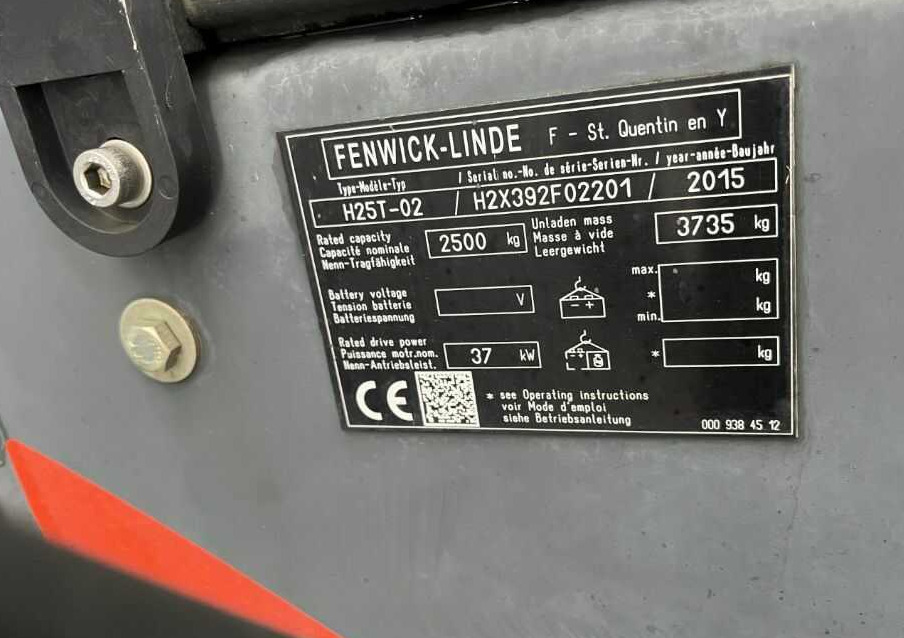 FENWICK-LINDE F - St. Quentin en Y
Type-Modèle-Typ / Serial no.-No. de série-Serien-Nr. / year-année-Baujahr
H25T-02 / H2X392F02201 / 2015
Rated capacity
Capacité nominale
Nenn-Tragfähigkeit
2500 kg
Unladen mass
Masse à vide
Leergewicht
3735 kg
Battery voltage
Tension batterie
Batteriespannung
V
- +
max. kg
*
min. kg
Rated drive power
Puissance motr.nom.
Nenn-Antriebsleist.
37 kW
* kg
CE
* see Operating instructions
voir Mode d'emploi
siehe Betriebsanleitung
000 938 45 12